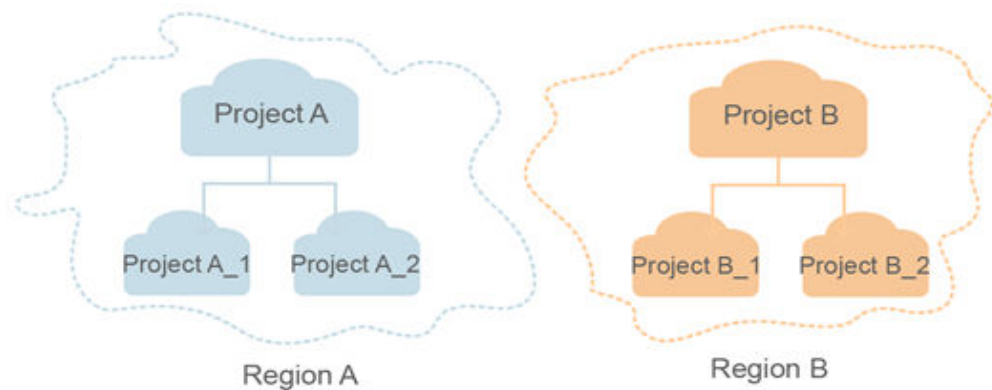 Project A
Project B
Project A_1
Project A_2
Project B_1
Project B_2
Region A
Region B